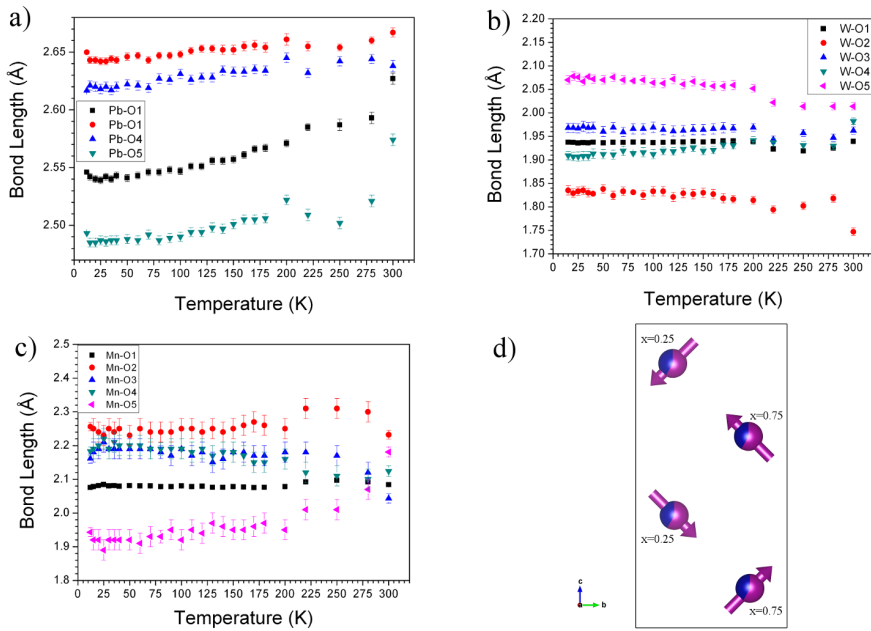 a)
Bond Length (Å)
2.65
2.60
2.55
2.50
Pb-O1
Pb-O1
Pb-O4
Pb-O5
0 25 50 75 100 125 150 175 200 225 250 275 300
Temperature (K)
b)
Bond Length (Å)
2.20
2.15
2.10
2.05
2.00
1.95
1.90
1.85
1.80
1.75
1.70
W-O1
W-O2
W-O3
W-O4
W-O5
0 25 50 75 100 125 150 175 200 225 250 275 300
Temperature (K)
c)
Bond Length (Å)
2.5
2.4
2.3
2.2
2.1
2.0
1.9
1.8
Mn-O1
Mn-O2
Mn-O3
Mn-O4
Mn-O5
0 25 50 75 100 125 150 175 200 225 250 275 300
Temperature (K)
d)
x=0.25
x=0.75
x=0.25
x=0.75
c
a b